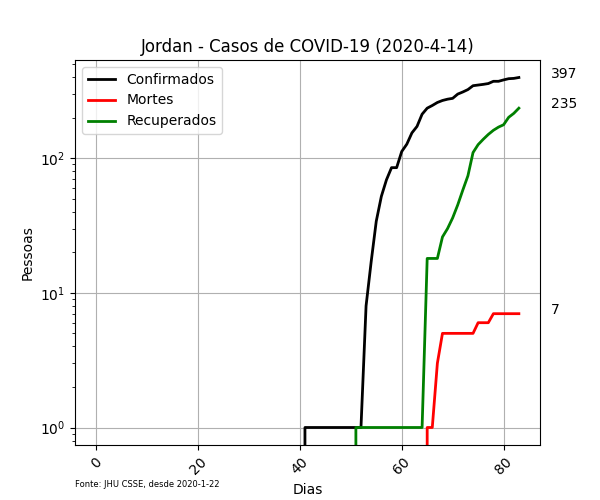 Jordan - Casos de COVID-19 (2020-4-14)
Confirmados
Mortes
Recuperados
397
235
7
10²
10¹
10⁰
Pessoas
0 20 40 60 80
Dias
Fonte: JHU CSSE, desde 2020-1-22